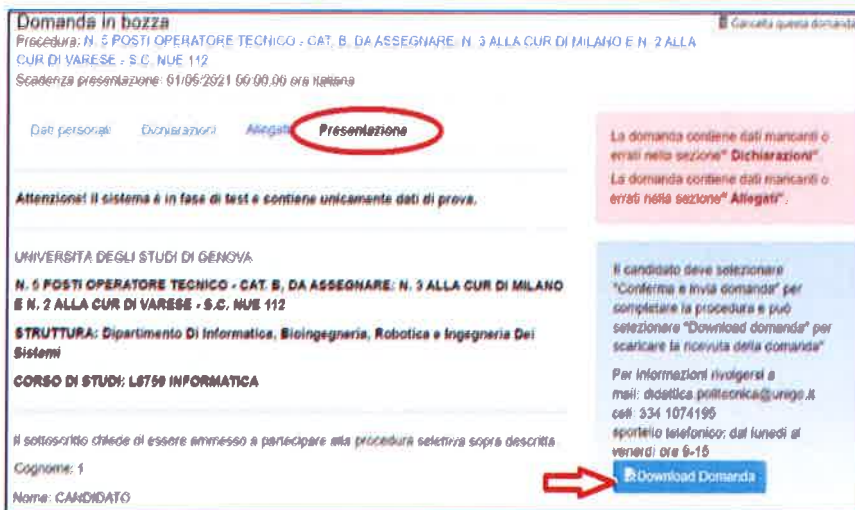 Domanda in bozza
Cancella questa domanda
Procedura: N. 5 POSTI OPERATORE TECNICO - CAT. B, DA ASSEGNARE: N. 3 ALLA CUR DI MILANO E N. 2 ALLA
CUR DI VARESE - S.C. NUE 112
Scadenza presentazione: 01/06/2021 00:00:00 ora italiana
Dati personali Dichiarazioni Allegati Presentazione
Attenzione! Il sistema è in fase di test e contiene unicamente dati di prova.
UNIVERSITÀ DEGLI STUDI DI GENOVA
N. 5 POSTI OPERATORE TECNICO - CAT. B, DA ASSEGNARE: N. 3 ALLA CUR DI MILANO
E N. 2 ALLA CUR DI VARESE - S.C. NUE 112
STRUTTURA: Dipartimento Di Informatica, Bioingegneria, Robotica e Ingegneria Dei
Sistemi
CORSO DI STUDI: L8759 INFORMATICA
Il sottoscritto chiede di essere ammesso a partecipare alla procedura selettiva sopra descritta
Cognome: 1
Nome: CANDIDATO
La domanda contiene dati mancanti o
errati nella sezione" Dichiarazioni".
La domanda contiene dati mancanti o
errati nella sezione" Allegati".
Il candidato deve selezionare
"Conferma e invia domanda" per
completare la procedura e può
selezionare "Download domanda" per
scaricare la ricevuta della domanda"
Per informazioni rivolgersi a
mail: didattica.politecnica@unige.it
cell: 334 1074195
sportello telefonico: dal lunedì al
venerdì ore 9-15
Download Domanda